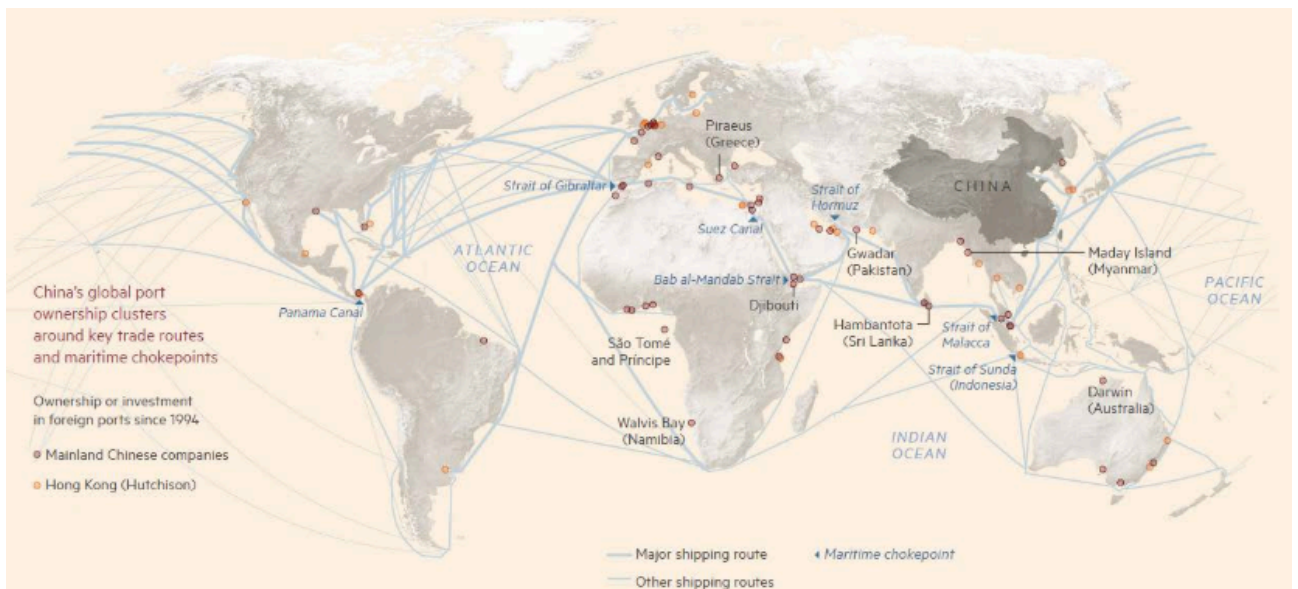 Piraeus
(Greece)
Strait of Gibraltar
Strait of
Hormuz
CHINA
Suez Canal
Gwadar
(Pakistan)
Maday Island
(Myanmar)
ATLANTIC
OCEAN
Bab al-Mandab Strait
PACIFIC
OCEAN
China's global port
ownership clusters
around key trade routes
and maritime chokepoints
Panama Canal
Djibouti
Hambantota
(Sri Lanka)
Strait of
Malacca
São Tomé
and Príncipe
Strait of Sunda
(Indonesia)
Darwin
(Australia)
Ownership or investment
in foreign ports since 1994
Walvis Bay
(Namibia)
INDIAN
OCEAN
Mainland Chinese companies
Hong Kong (Hutchison)
Major shipping route
Maritime chokepoint
Other shipping routes